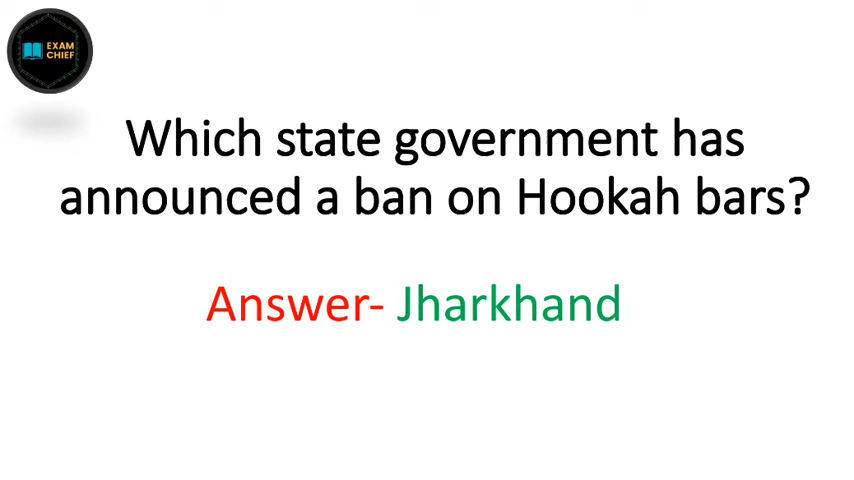 EXAM
CHIEF
Which state government has
announced a ban on Hookah bars?
Answer- Jharkhand